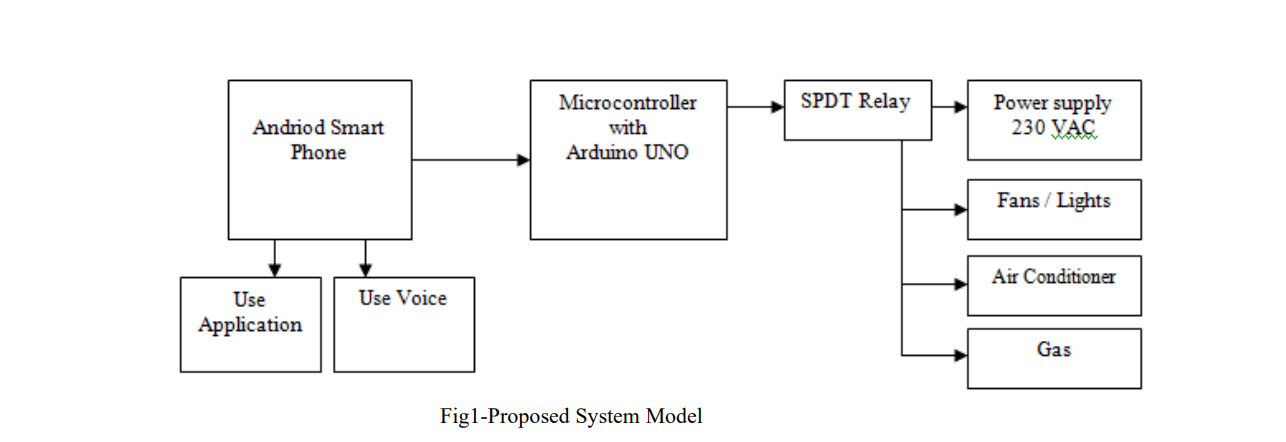 Andriod Smart
Phone
Microcontroller
with
Arduino UNO
SPDT Relay
Power supply
230 VAC
Fans / Lights
Air Conditioner
Gas
Use
Application
Use Voice
Fig1-Proposed System Model